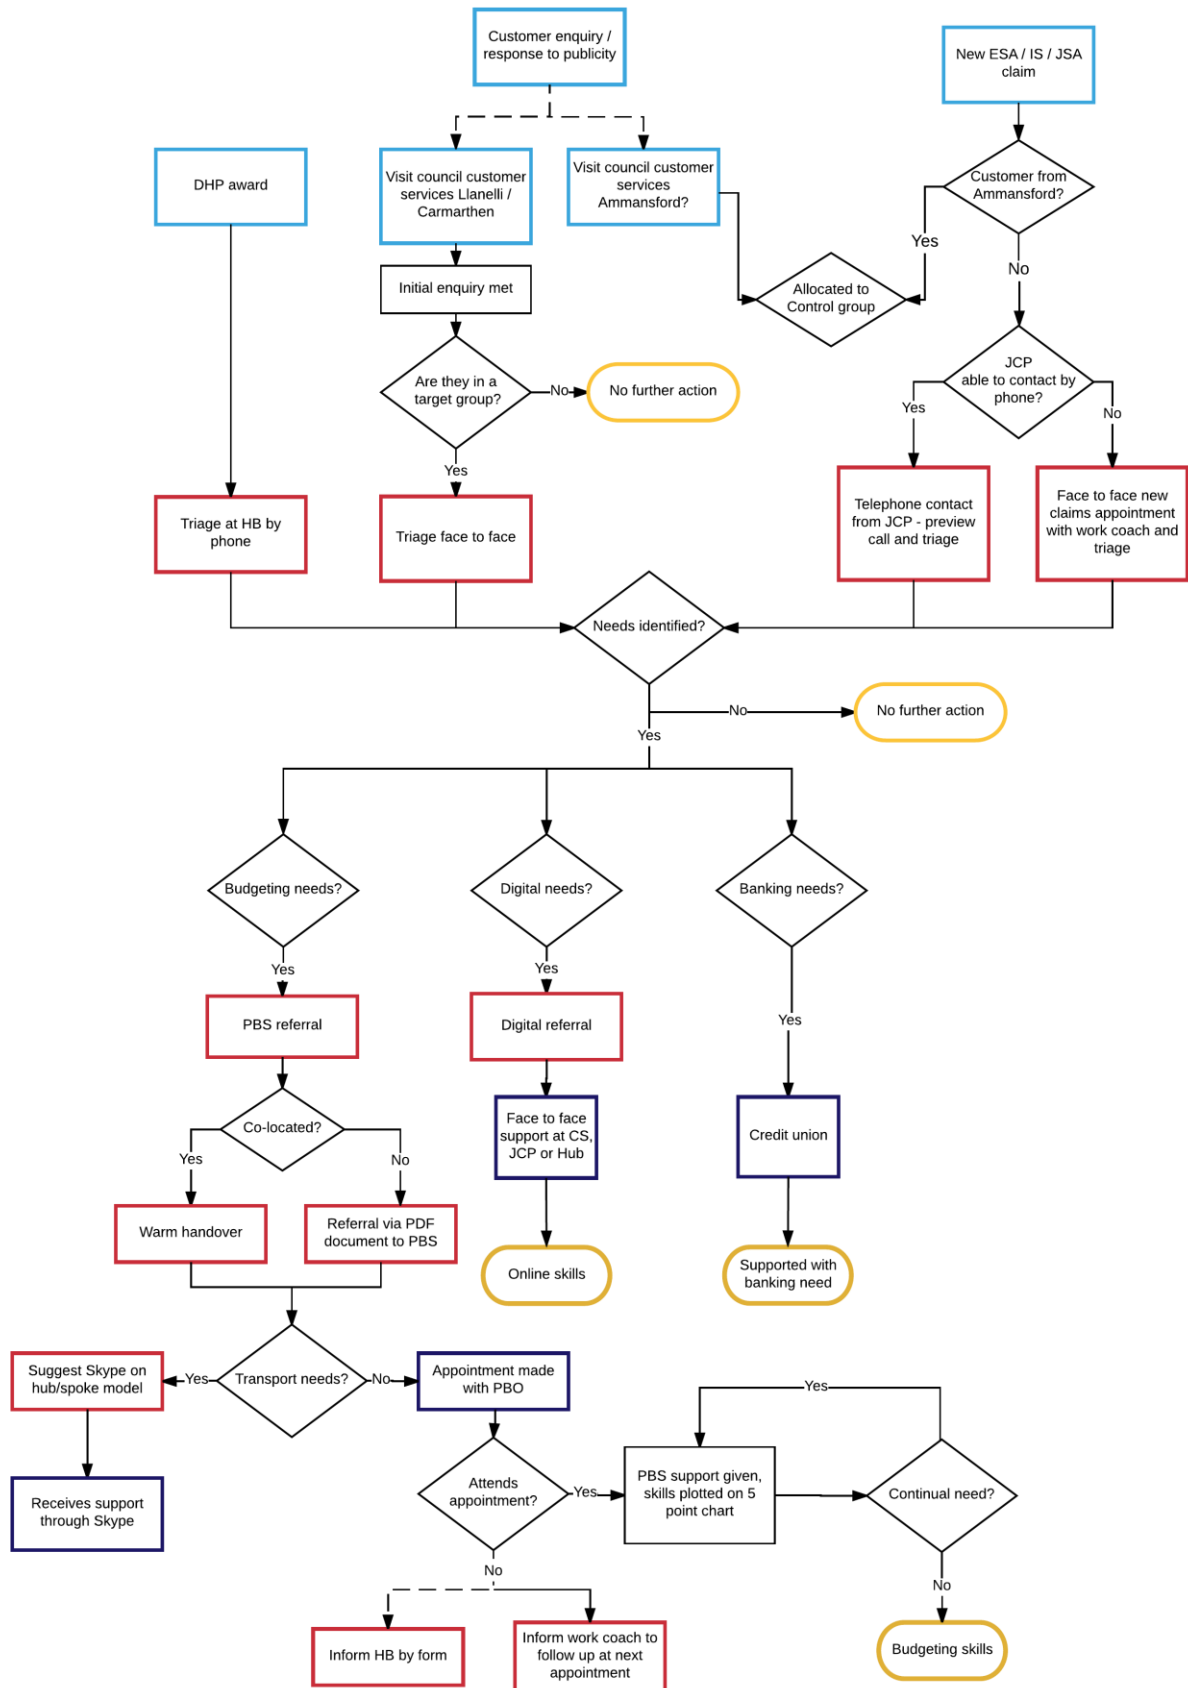 Customer enquiry /
response to publicity
New ESA / IS / JSA
claim
DHP award
Visit council customer
services Llanelli /
Carmarthen
Visit council customer
services
Ammansford?
Customer from
Ammansford?
Yes
No
Initial enquiry met
Allocated to
Control group
Are they in a
target group?
No
No further action
JCP
able to contact by
phone?
Yes
No
Yes
Triage at HB by
phone
Triage face to face
Telephone contact
from JCP - preview
call and triage
Face to face new
claims appointment
with work coach and
triage
Needs identified?
No
No further action
Yes
Budgeting needs?
Digital needs?
Banking needs?
Yes
Yes
Yes
PBS referral
Digital referral
Co-located?
Face to face
support at CS,
JCP or Hub
Credit union
Yes
No
Warm handover
Referral via PDF
document to PBS
Online skills
Supported with
banking need
Suggest Skype on
hub/spoke model
Yes
Transport needs?
No
Appointment made
with PBO
Yes
Receives support
through Skype
Attends
appointment?
Yes
PBS support given,
skills plotted on 5
point chart
Continual need?
No
No
Inform HB by form
Inform work coach to
follow up at next
appointment
Budgeting skills